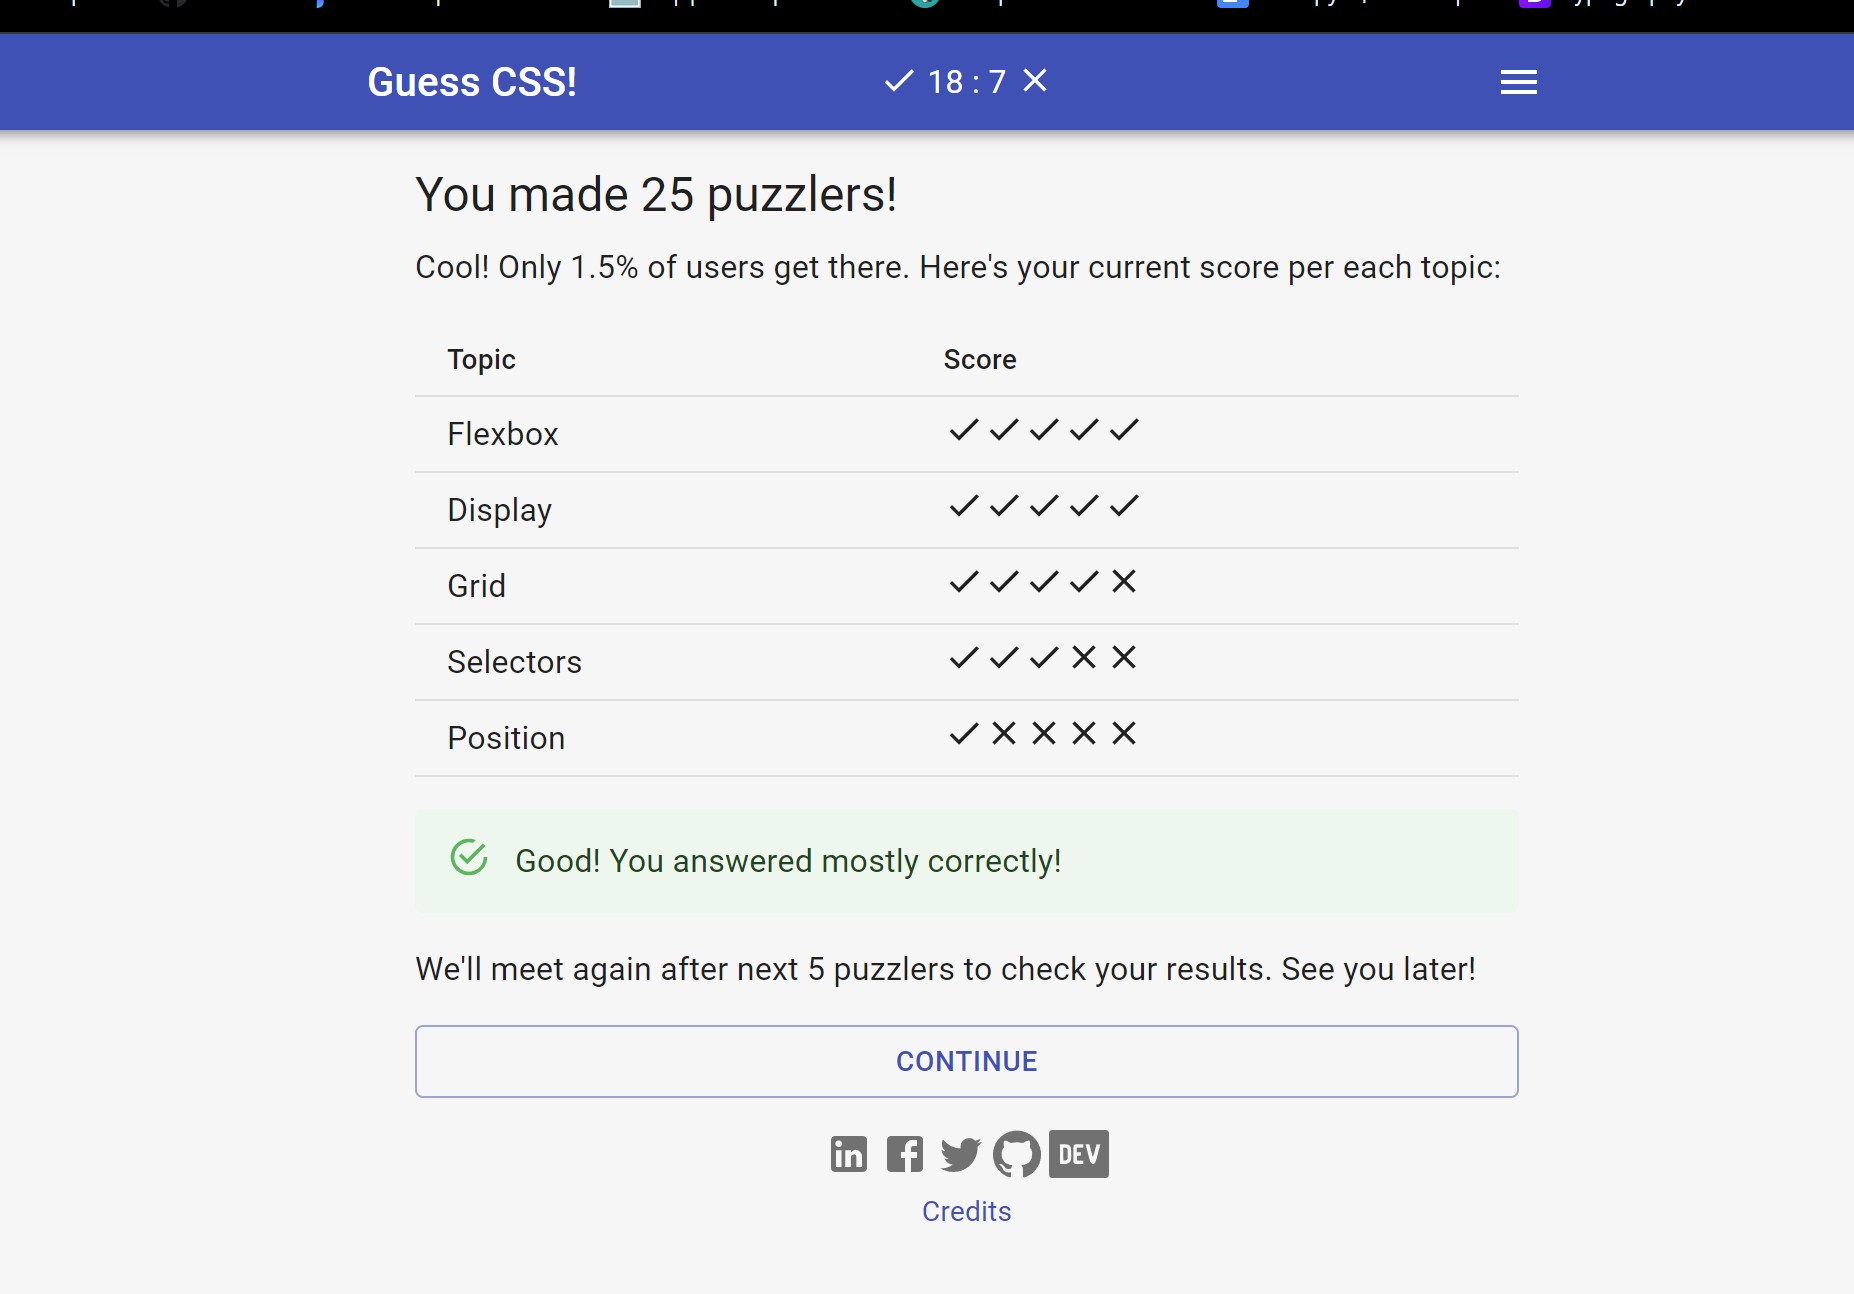 Guess CSS!
18 : 7
You made 25 puzzlers!
Cool! Only 1.5% of users get there. Here's your current score per each topic:
Topic Score
Flexbox
Display
Grid
Selectors
Position
Good! You answered mostly correctly!
We'll meet again after next 5 puzzlers to check your results. See you later!
CONTINUE
in f DEV
Credits